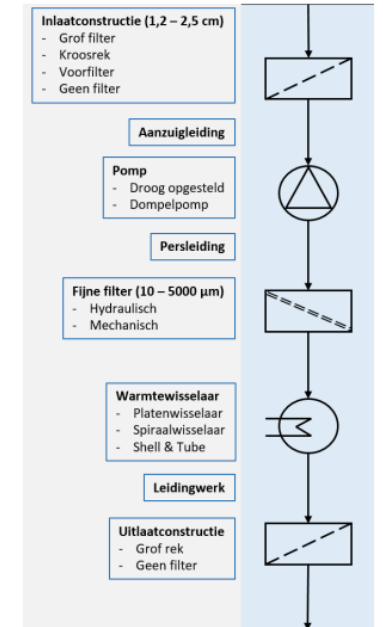 Inlaatconstructie (1,2 – 2,5 cm)
- Grof filter
- Kroosrek
- Voorfilter
- Geen filter
Aanzuigleiding
Pomp
- Droog opgesteld
- Dompelpomp
Persleiding
Fijne filter (10 – 5000 µm)
- Hydraulisch
- Mechanisch
Warmtewisselaar
- Platenwisselaar
- Spiraalwisselaar
- Shell & Tube
Leidingwerk
Uitlaatconstructie
- Grof rek
- Geen filter